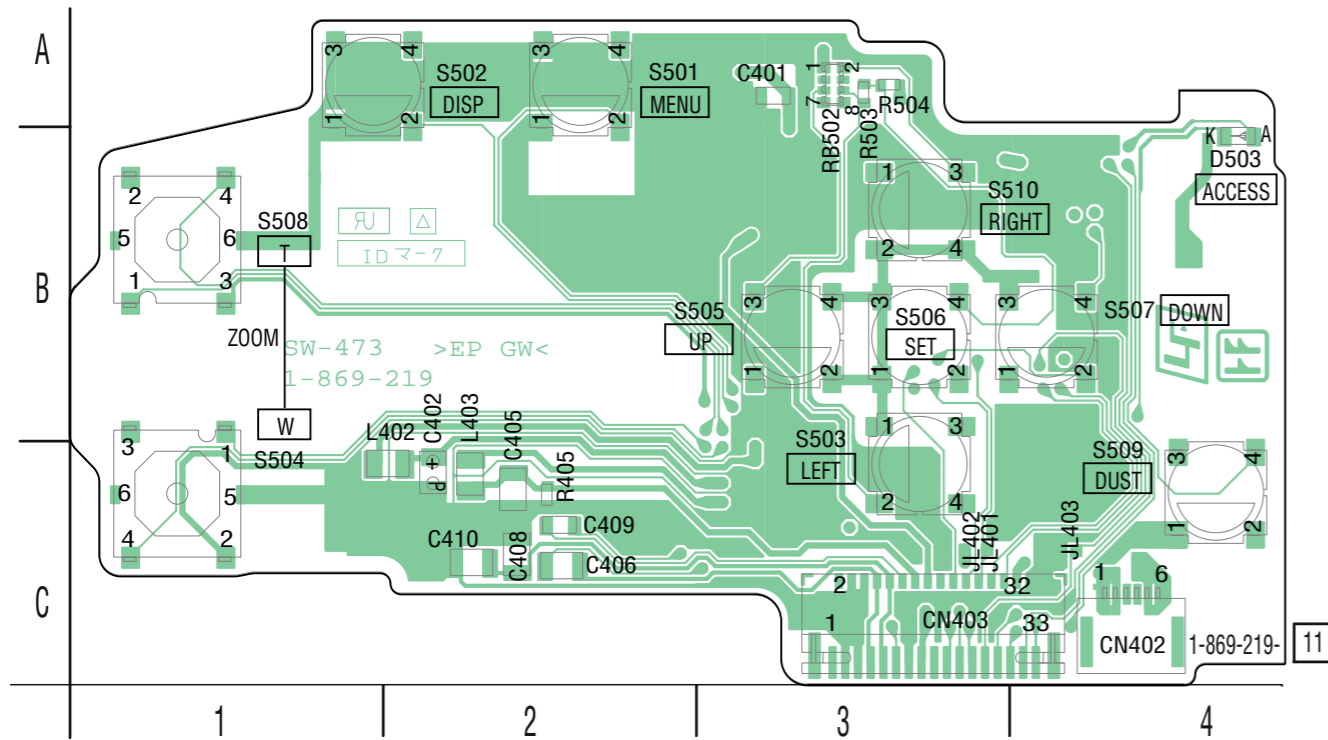 A
B
C
1
2
3
4
3
4
S502
DISP
1
2
3
4
S501
MENU
1
2
C401
1
2
7
8
RB502
R503
R504
K
A
D503
ACCESS
2
4
5
6
1
3
S508
T
ZOOM
W
S504
ID マ-7
SW-473 >EP GW<
1-869-219
1
3
S510
RIGHT
2
4
S505
UP
3
4
1
2
3
4
S506
SET
1
2
3
4
S507
DOWN
1
2
3
1
6
5
4
2
L402
C402
+
L403
C405
R405
C409
C410
C408
C406
S503
LEFT
1
3
2
4
JL402
JL401
JL403
S509
DUST
3
4
1
2
2
32
1
CN403
33
1
6
CN402
1-869-219-
11